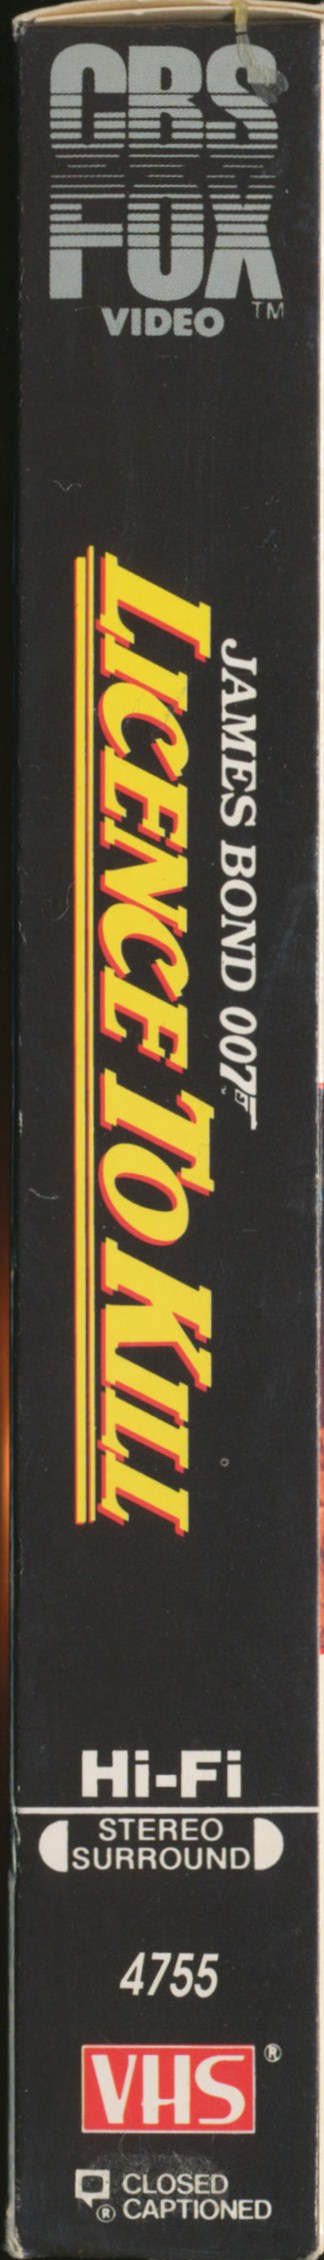 CBS
FOX
VIDEO ™
JAMES BOND 007
LICENCE TO KILL
Hi-Fi
STEREO
SURROUND
4755
VHS ®
CLOSED
® CAPTIONED